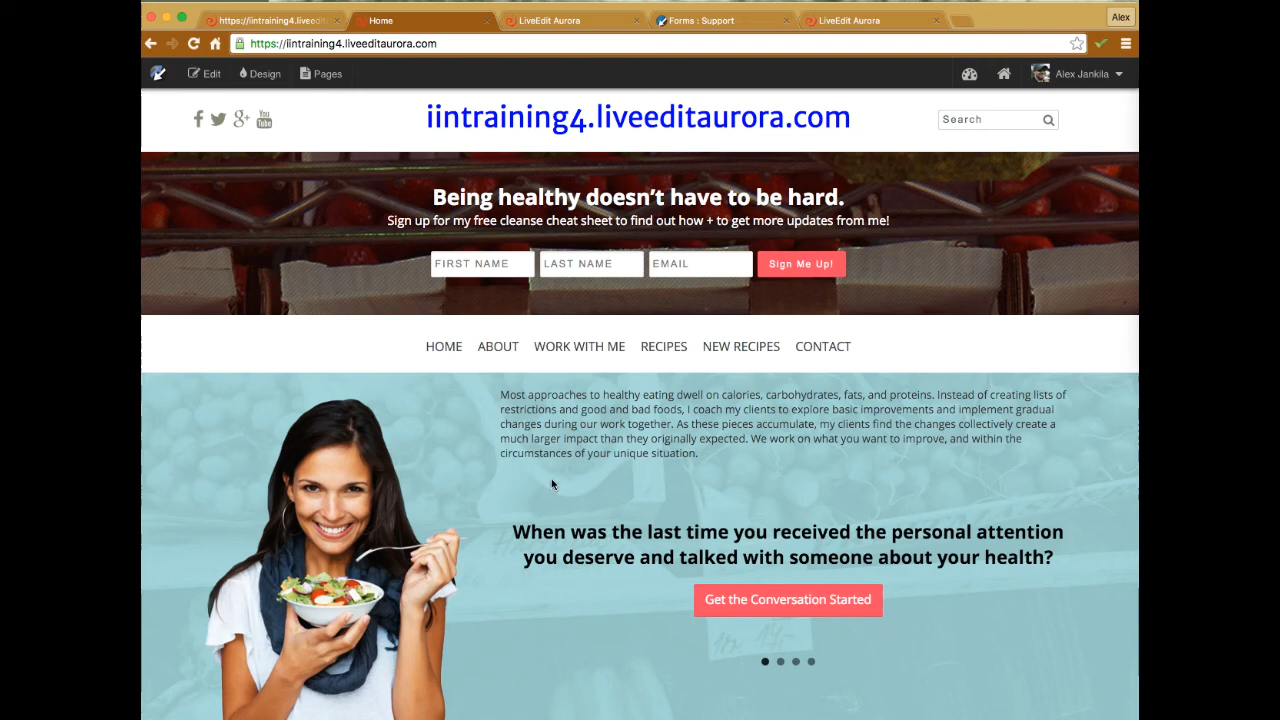 https://iintraining4.liveedit
Home
LiveEdit Aurora
Forms : Support
LiveEdit Aurora
Alex
https://iintraining4.liveeditaurora.com
Edit
Design
Pages
Alex Jankila
iintraining4.liveeditaurora.com
Search
Being healthy doesn’t have to be hard.
Sign up for my free cleanse cheat sheet to find out how + to get more updates from me!
FIRST NAME
LAST NAME
EMAIL
Sign Me Up!
HOME ABOUT WORK WITH ME RECIPES NEW RECIPES CONTACT
Most approaches to healthy eating dwell on calories, carbohydrates, fats, and proteins. Instead of creating lists of
restrictions and good and bad foods, I coach my clients to explore basic improvements and implement gradual
changes during our work together. As these pieces accumulate, my clients find the changes collectively create a
much larger impact than they originally expected. We work on what you want to improve, and within the
circumstances of your unique situation.
When was the last time you received the personal attention
you deserve and talked with someone about your health?
Get the Conversation Started